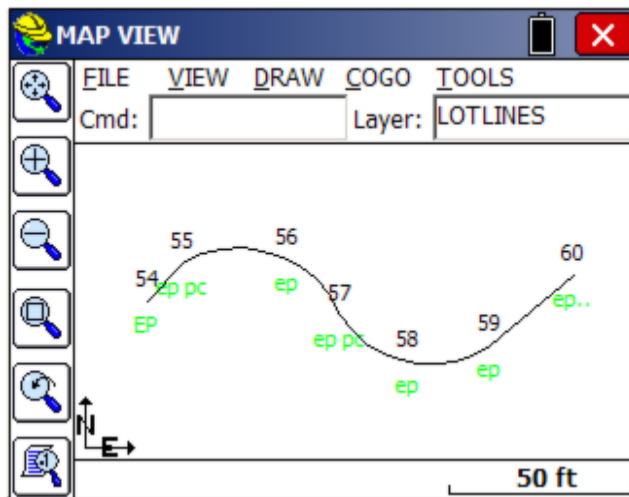 MAP VIEW
FILE VIEW DRAW COGO TOOLS
Cmd: Layer: LOTLINES
54
EP
55
ep pc
56
ep
57
ep pc
58
ep
59
ep
60
ep..
N
E
50 ft